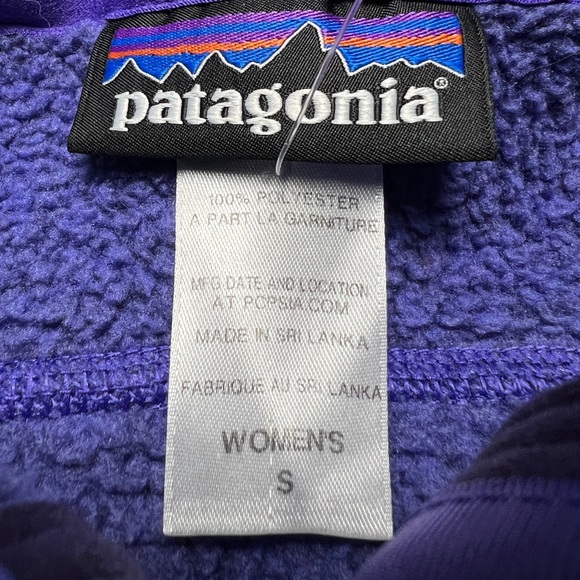 patagonia®
100% POLYESTER
A PART LA GARNITURE
MFG DATE AND LOCATION
AT PCPSIA.COM
MADE IN SRI LANKA
FABRIQUE AU SRI LANKA
WOMEN'S
S